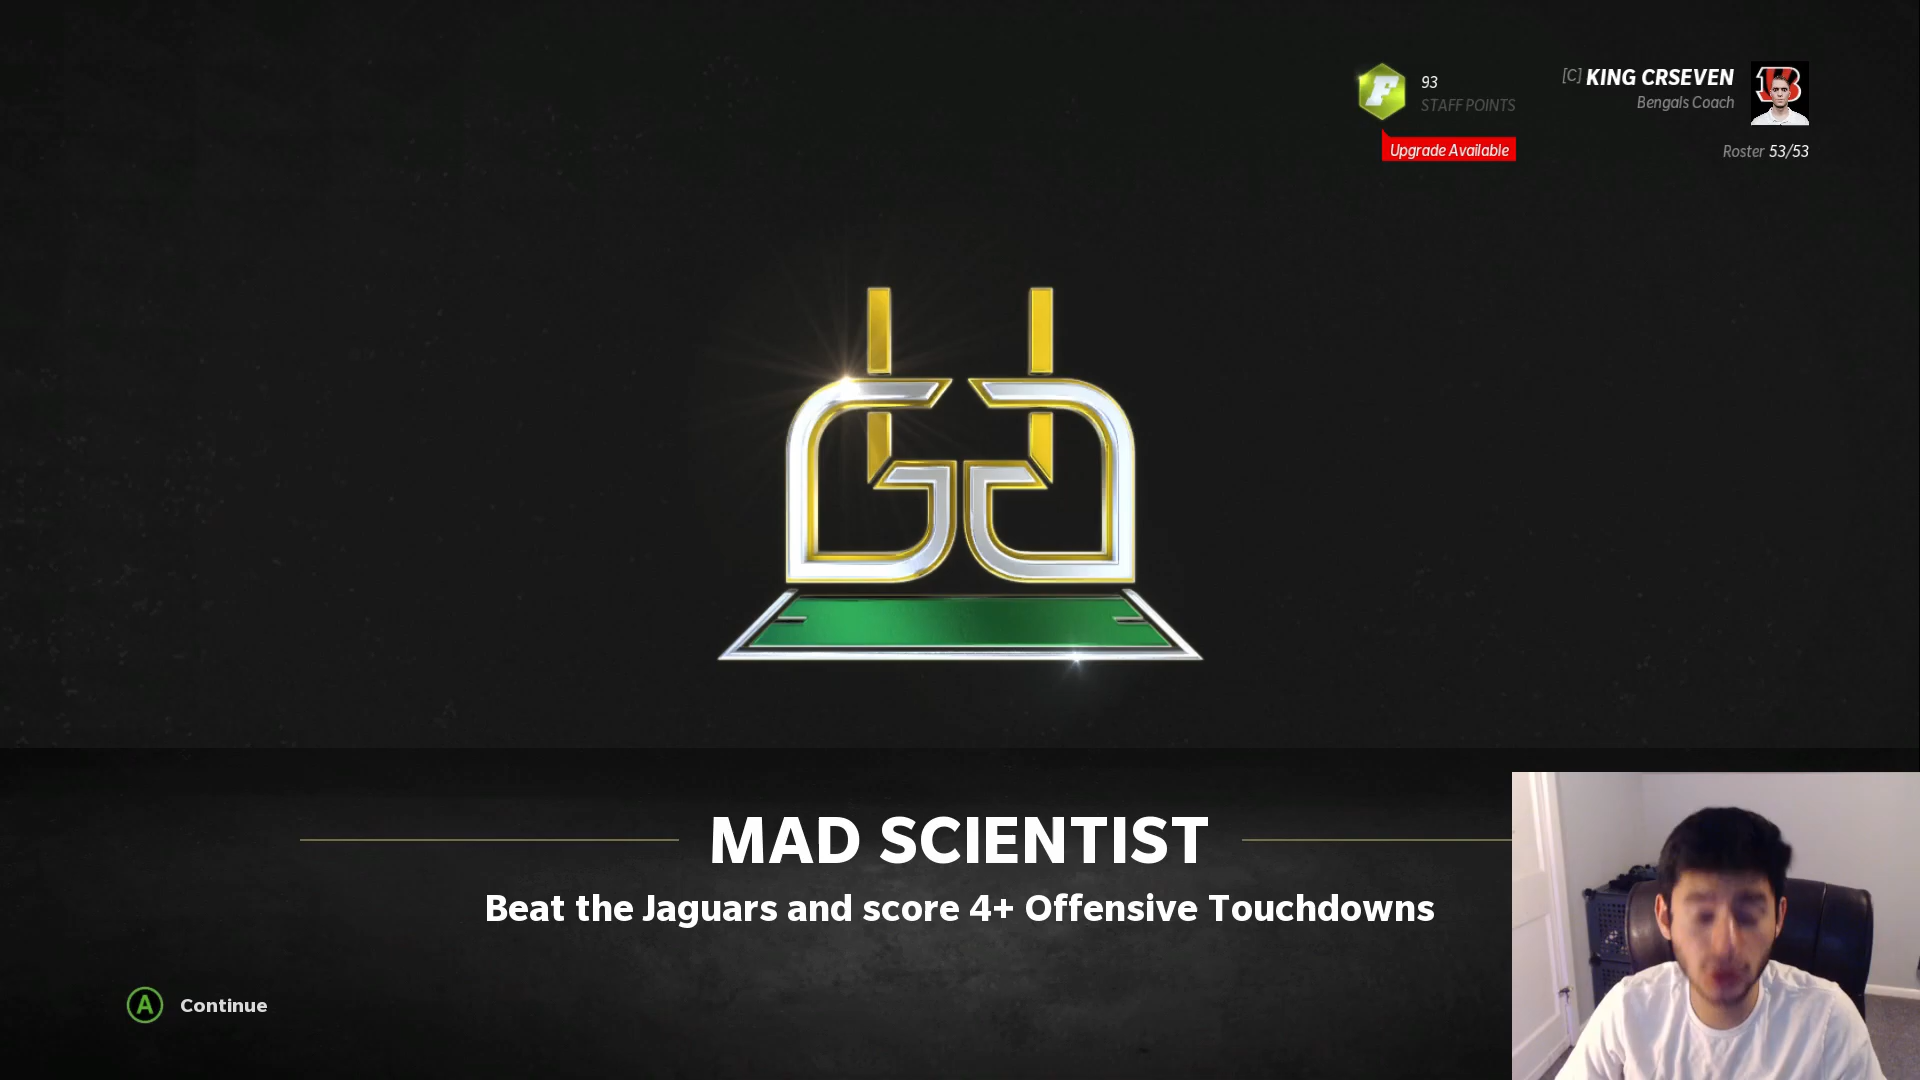 93
STAFF POINTS
Upgrade Available
[C] KING CRSEVEN
Bengals Coach
Roster 53/53
MAD SCIENTIST
Beat the Jaguars and score 4+ Offensive Touchdowns
A Continue